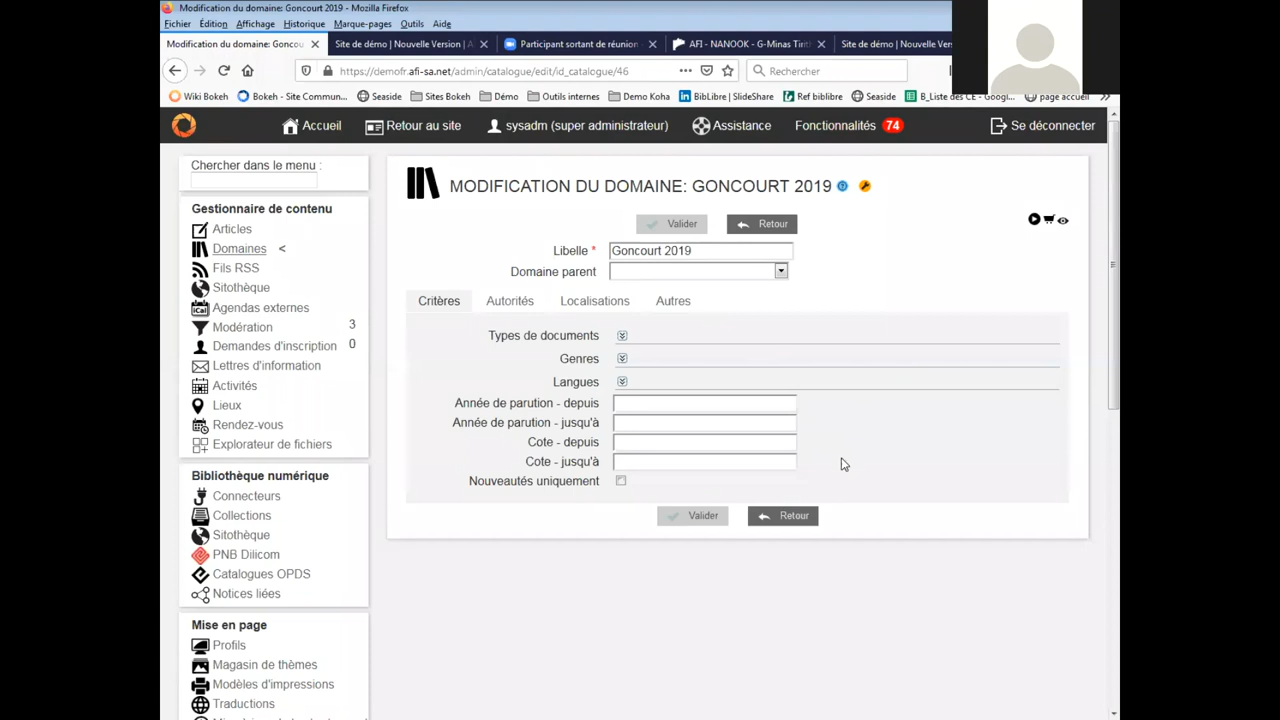 Modification du domaine: Goncourt 2019 - Mozilla Firefox
Fichier Édition Affichage Historique Marque-pages Outils Aide
Modification du domaine: Goncou
Site de démo | Nouvelle Version | A
Participant sortant de réunion
AFI - NANOOK - G-Minas Tirit
Site de démo | Nouvelle Versi
https://demofr.afi-sa.net/admin/catalogue/edit/id_catalogue/46
Rechercher
Wiki Bokeh Bokeh - Site Commun... Seaside Sites Bokeh Démo Outils internes Demo Koha BibLibre | SlideShare Ref biblibre Seaside B_Liste des CE - Googl... page accueil
Accueil Retour au site sysadm (super administrateur) Assistance Fonctionnalités 74 Se déconnecter
Chercher dans le menu :
Gestionnaire de contenu
Articles
Domaines <
Fils RSS
Sitothèque
Agendas externes
Modération 3
Demandes d'inscription 0
Lettres d'information
Activités
Lieux
Rendez-vous
Explorateur de fichiers
Bibliothèque numérique
Connecteurs
Collections
Sitothèque
PNB Dilicom
Catalogues OPDS
Notices liées
Mise en page
Profils
Magasin de thèmes
Modèles d'impressions
Traductions
MODIFICATION DU DOMAINE: GONCOURT 2019
Valider Retour
Libelle * Goncourt 2019
Domaine parent
Critères Autorités Localisations Autres
Types de documents
Genres
Langues
Année de parution - depuis
Année de parution - jusqu'à
Cote - depuis
Cote - jusqu'à
Nouveautés uniquement
Valider Retour